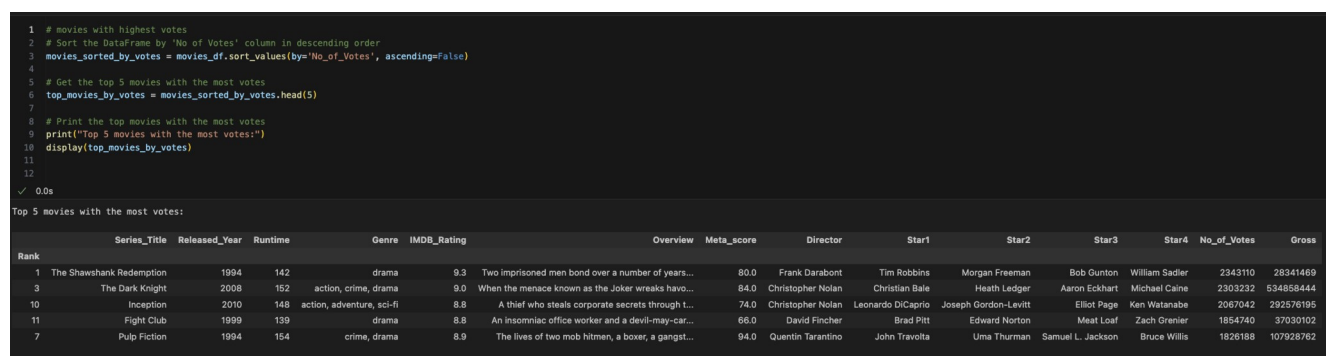 1 # movies with highest votes
2 # Sort the DataFrame by 'No of Votes' column in descending order
3 movies_sorted_by_votes = movies_df.sort_values(by='No_of_Votes', ascending=False)
4
5 # Get the top 5 movies with the most votes
6 top_movies_by_votes = movies_sorted_by_votes.head(5)
7
8 # Print the top movies with the most votes
9 print("Top 5 movies with the most votes:")
10 display(top_movies_by_votes)
11
12
✓ 0.0s
Top 5 movies with the most votes:
Series_Title Released_Year Runtime Genre IMDB_Rating Overview Meta_score Director Star1 Star2 Star3 Star4 No_of_Votes Gross
Rank
1 The Shawshank Redemption 1994 142 drama 9.3 Two imprisoned men bond over a number of years... 80.0 Frank Darabont Tim Robbins Morgan Freeman Bob Gunton William Sadler 2343110 28341469
3 The Dark Knight 2008 152 action, crime, drama 9.0 When the menace known as the Joker wreaks havo... 84.0 Christopher Nolan Christian Bale Heath Ledger Aaron Eckhart Michael Caine 2303232 534858444
10 Inception 2010 148 action, adventure, sci-fi 8.8 A thief who steals corporate secrets through t... 74.0 Christopher Nolan Leonardo DiCaprio Joseph Gordon-Levitt Elliot Page Ken Watanabe 2067042 292576195
11 Fight Club 1999 139 drama 8.8 An insomniac office worker and a devil-may-car... 66.0 David Fincher Brad Pitt Edward Norton Meat Loaf Zach Grenier 1854740 37030102
7 Pulp Fiction 1994 154 crime, drama 8.9 The lives of two mob hitmen, a boxer, a gangst... 94.0 Quentin Tarantino John Travolta Uma Thurman Samuel L. Jackson Bruce Willis 1826188 107928762